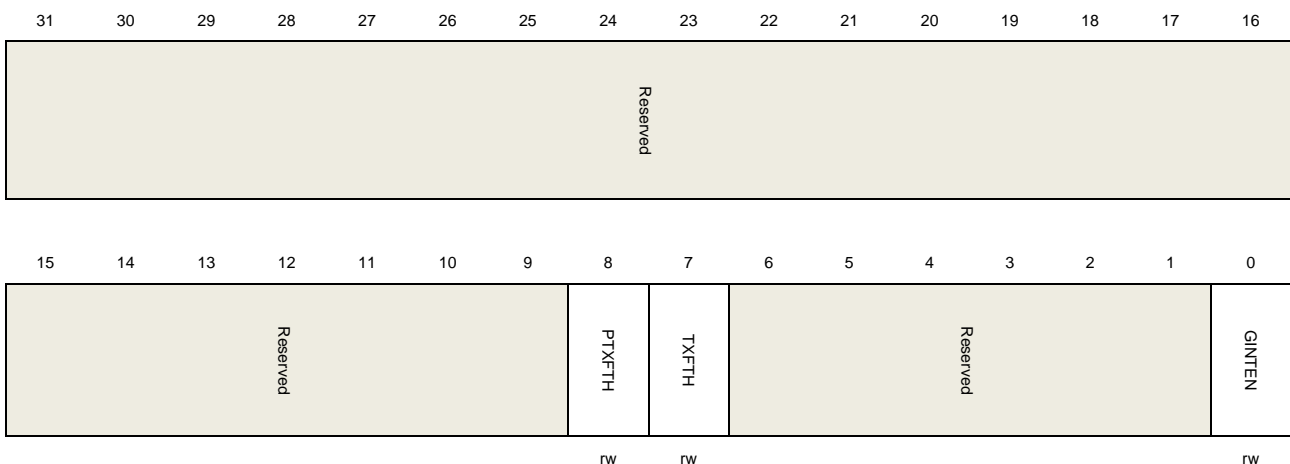 31 30 29 28 27 26 25 24 23 22 21 20 19 18 17 16
Reserved
15 14 13 12 11 10 9 8 7 6 5 4 3 2 1 0
Reserved PTXFTH TXFTH Reserved GINTEN
rw rw rw